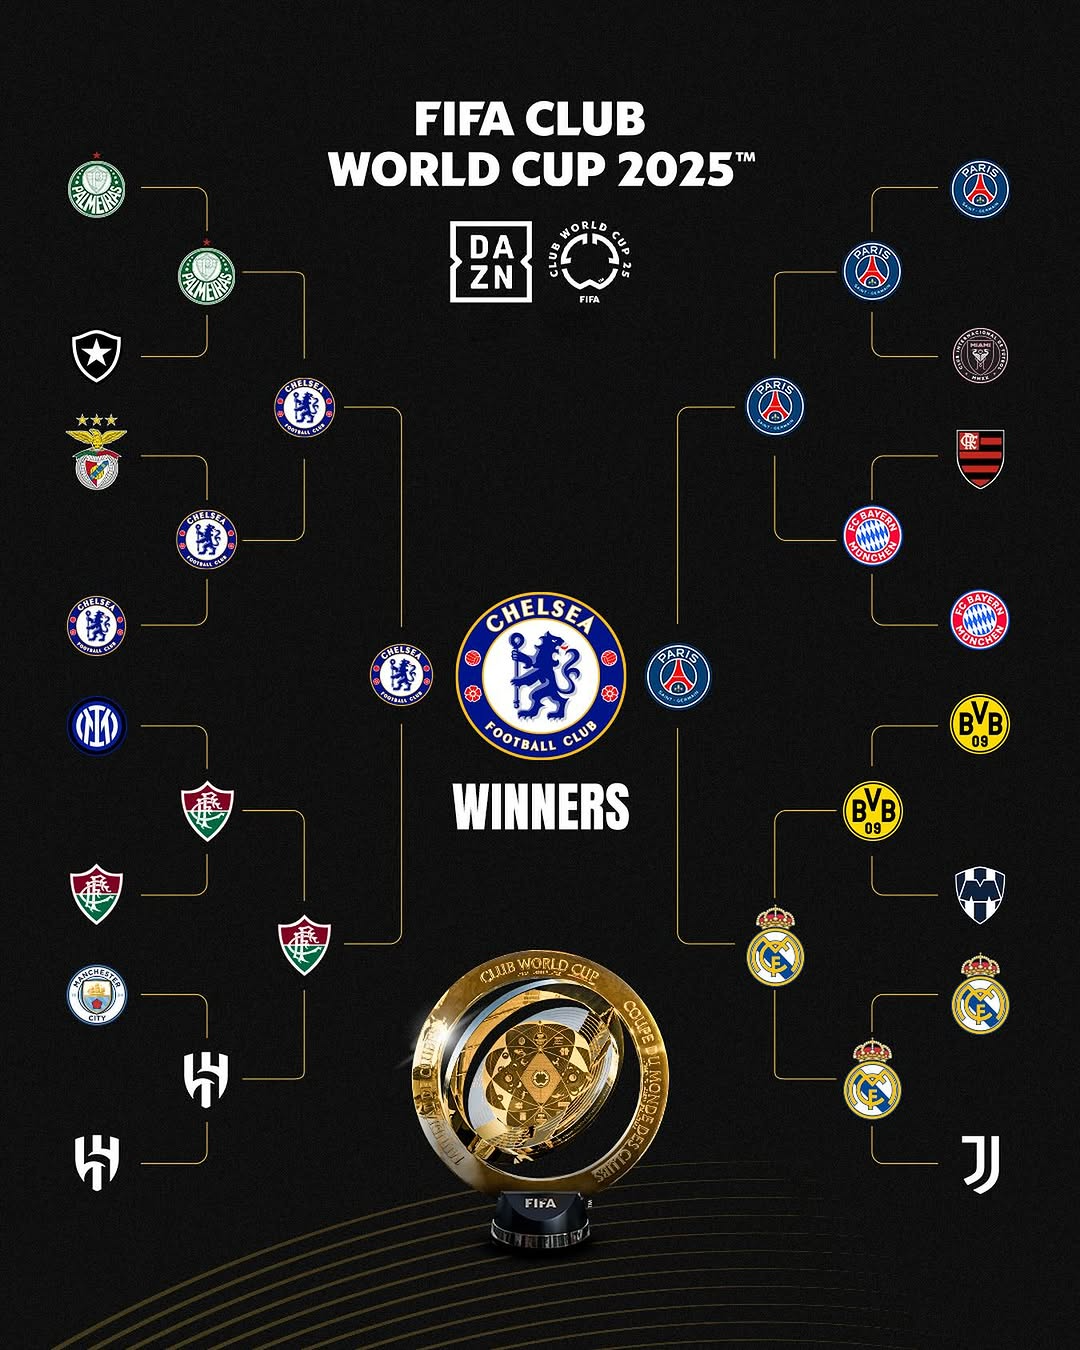 FIFA CLUB
WORLD CUP 2025™
DA
ZN
CLUB WORLD CUP 25
FIFA
PALMEIRAS
PALMEIRAS
CHELSEA
FOOTBALL CLUB
CHELSEA
FOOTBALL CLUB
CHELSEA
FOOTBALL CLUB
CHELSEA
FOOTBALL CLUB
MANCHESTER
CITY
CHELSEA
FOOTBALL CLUB
WINNERS
PARIS
SAINT-GERMAIN
PARIS
SAINT-GERMAIN
PARIS
SAINT-GERMAIN
PARIS
SAINT-GERMAIN
CLUB INTERNACIONAL DE FUTBOL
MIAMI
MMXX
FC BAYERN
MÜNCHEN
FC BAYERN
MÜNCHEN
BVB
09
BVB
09
CLUB WORLD CUP
COUPE DU MONDE DES CLUBS
FIFA